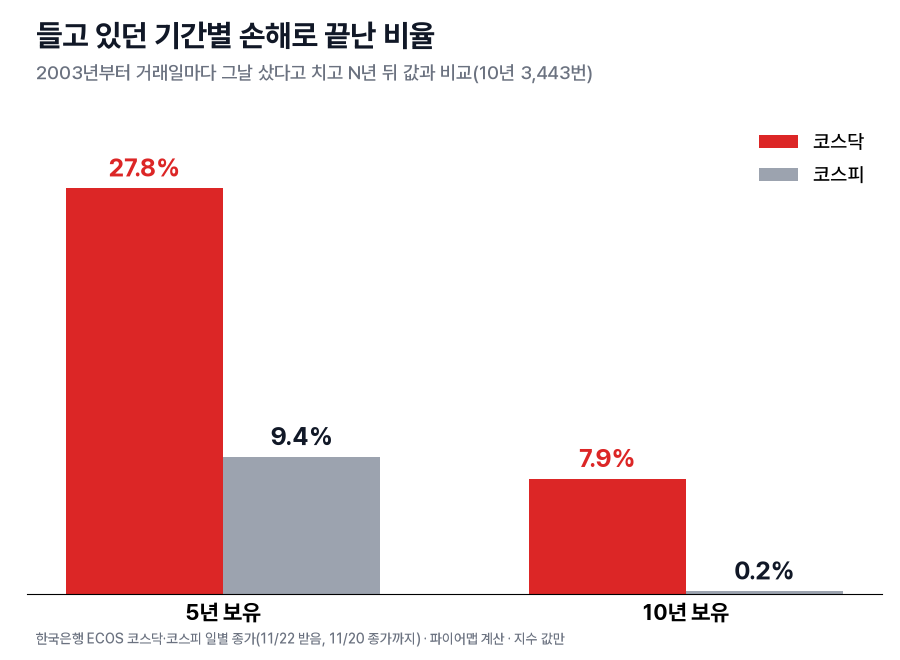 들고 있던 기간별 손해로 끝난 비율
2003년부터 거래일마다 그날 샀다고 치고 N년 뒤 값과 비교(10년 3,443번)
코스닥
코스피
27.8%
9.4%
7.9%
0.2%
5년 보유
10년 보유
한국은행 ECOS 코스닥·코스피 일별 종가(11/22 받음, 11/20 종가까지) · 파이어맵 계산 · 지수 값만